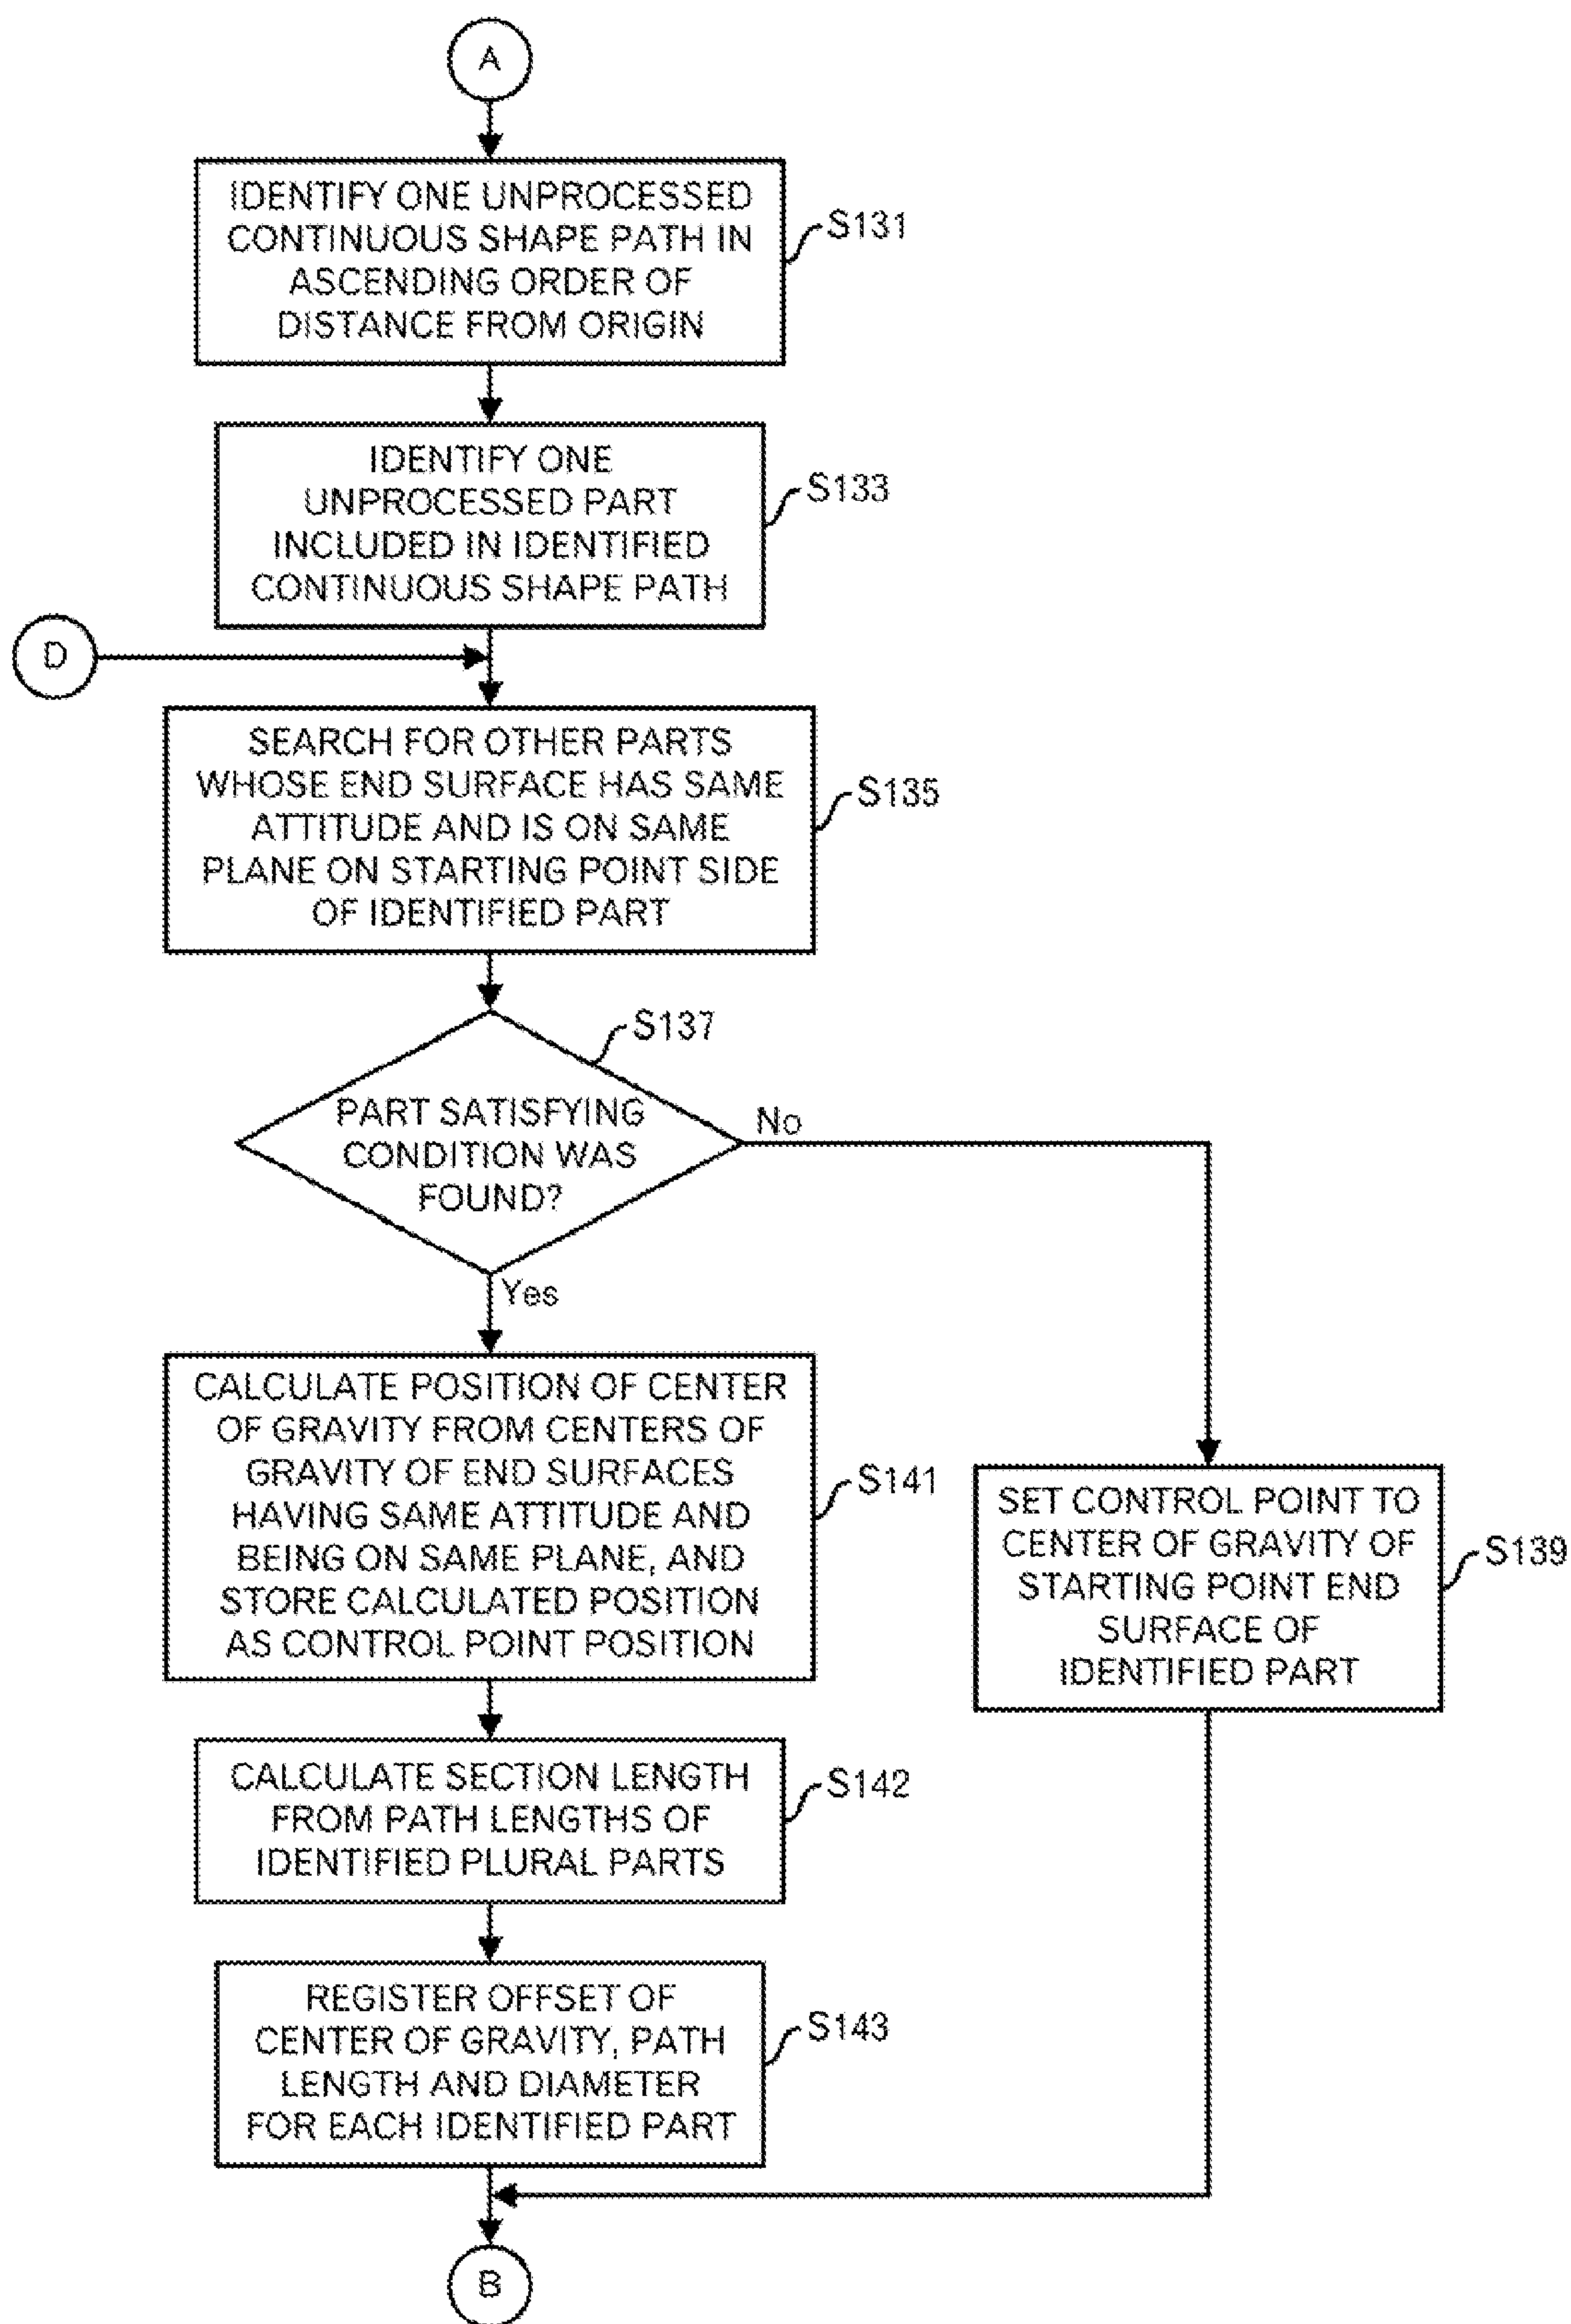 A
IDENTIFY ONE UNPROCESSED
CONTINUOUS SHAPE PATH IN
ASCENDING ORDER OF
DISTANCE FROM ORIGIN
S131
IDENTIFY ONE
UNPROCESSED PART
INCLUDED IN IDENTIFIED
CONTINUOUS SHAPE PATH
S133
D
SEARCH FOR OTHER PARTS
WHOSE END SURFACE HAS SAME
ATTITUDE AND IS ON SAME
PLANE ON STARTING POINT SIDE
OF IDENTIFIED PART
S135
S137
PART SATISFYING
CONDITION WAS
FOUND?
No
Yes
CALCULATE POSITION OF CENTER
OF GRAVITY FROM CENTERS OF
GRAVITY OF END SURFACES
HAVING SAME ATTITUDE AND
BEING ON SAME PLANE, AND
STORE CALCULATED POSITION
AS CONTROL POINT POSITION
S141
SET CONTROL POINT TO
CENTER OF GRAVITY OF
STARTING POINT END
SURFACE OF
IDENTIFIED PART
S139
CALCULATE SECTION LENGTH
FROM PATH LENGTHS OF
IDENTIFIED PLURAL PARTS
S142
REGISTER OFFSET OF
CENTER OF GRAVITY, PATH
LENGTH AND DIAMETER
FOR EACH IDENTIFIED PART
S143
B